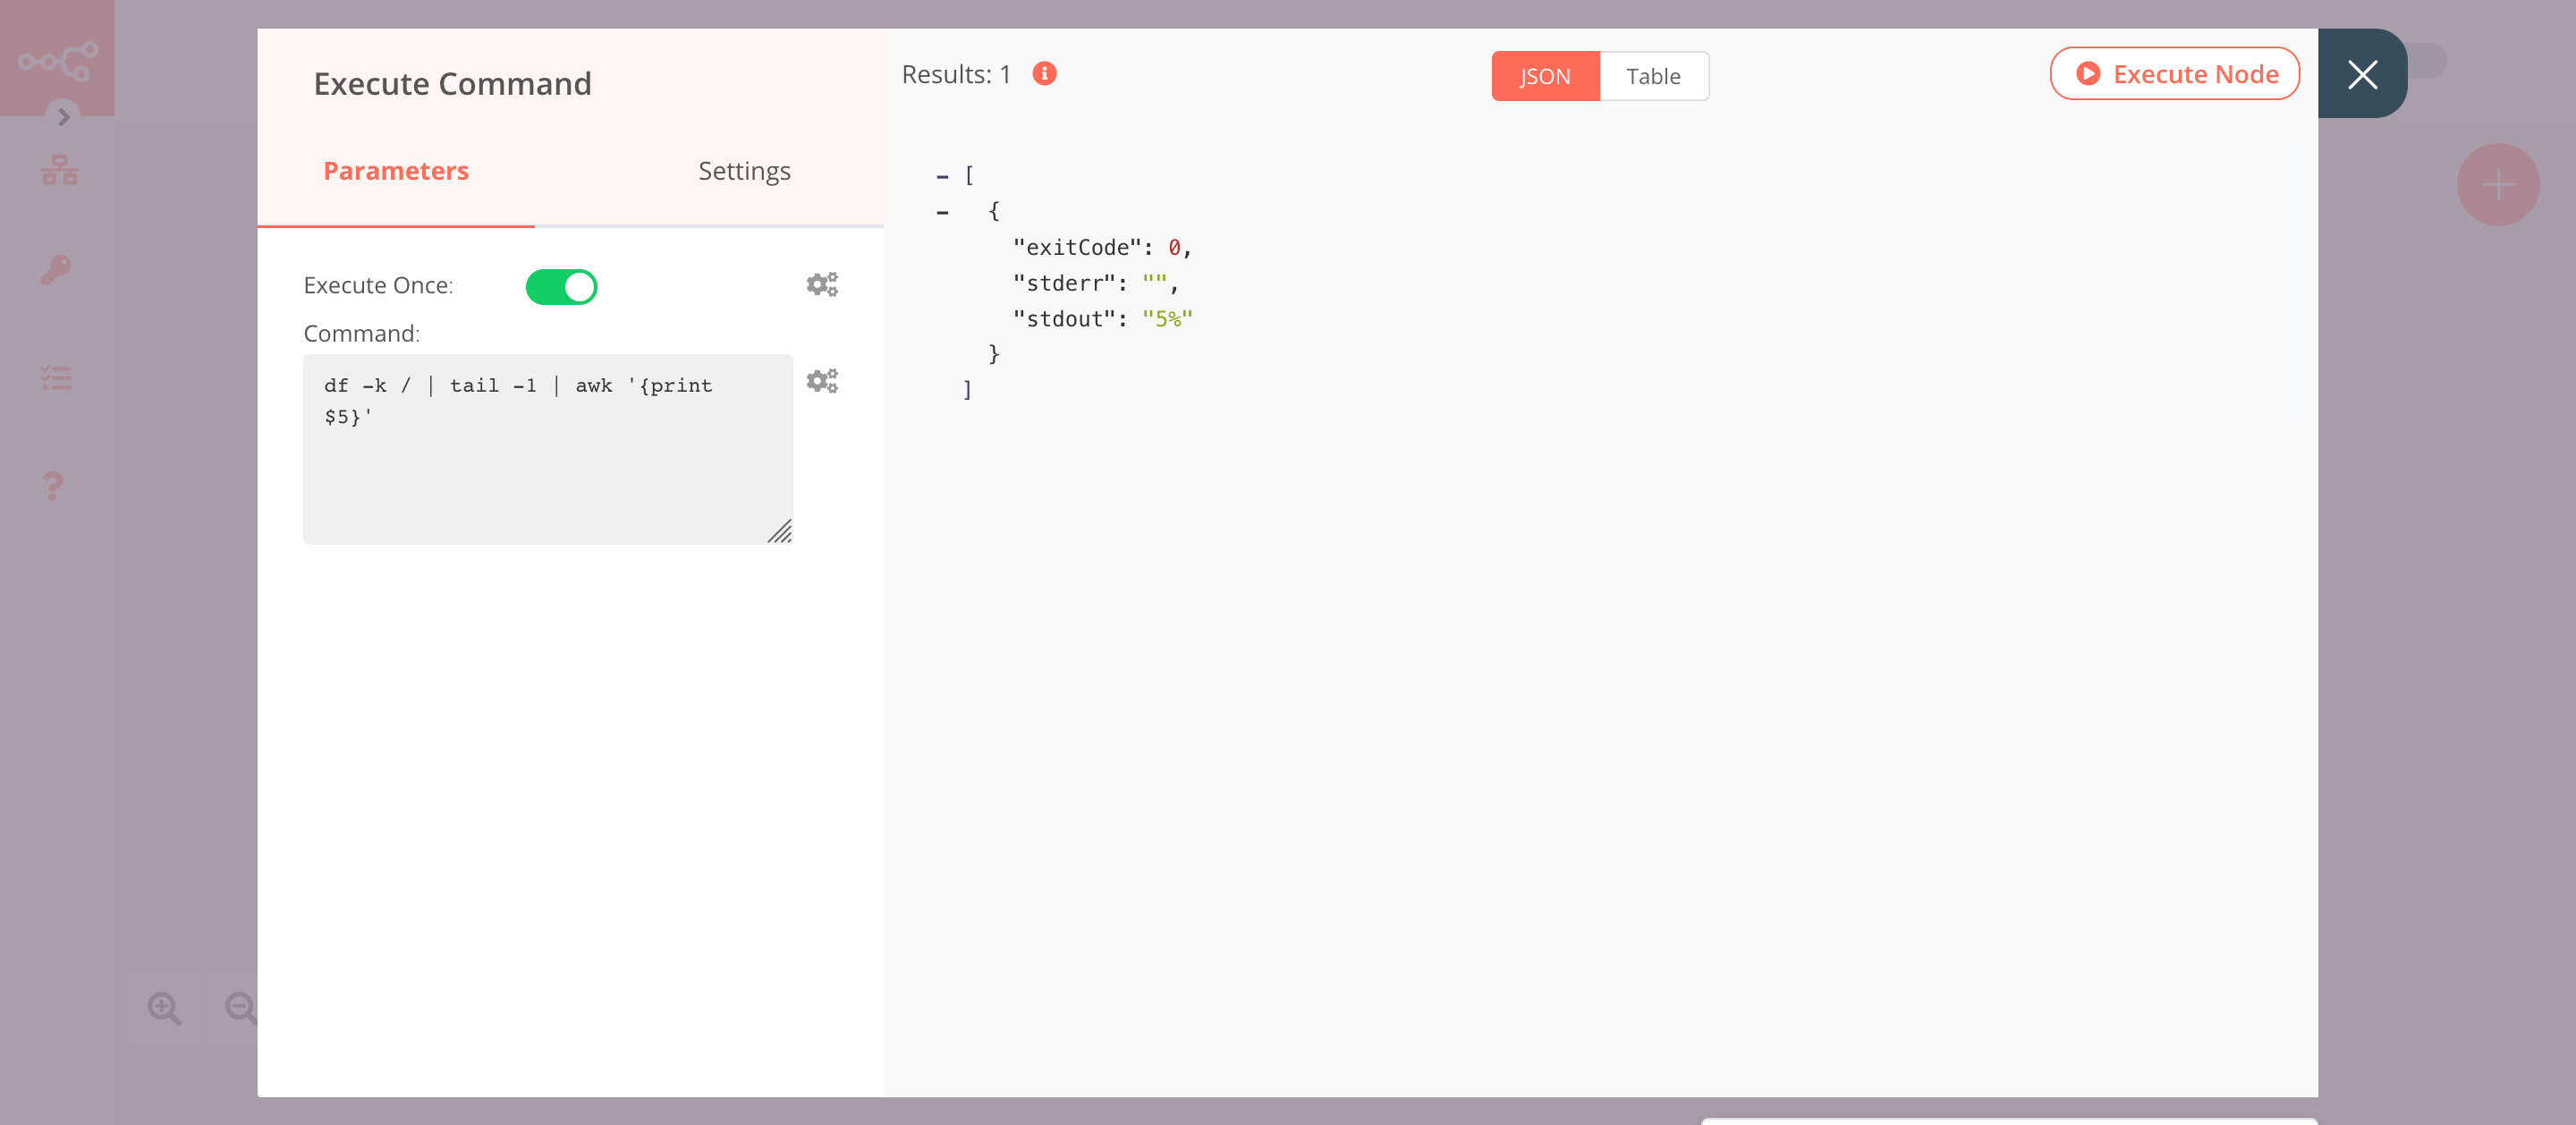 Execute Command
Parameters
Settings
Execute Once:
Command:
df -k / | tail -1 | awk '{print
$5}'
Results: 1
JSON
Table
Execute Node
- [
- {
"exitCode": 0,
"stderr": "",
"stdout": "5%"
}
]